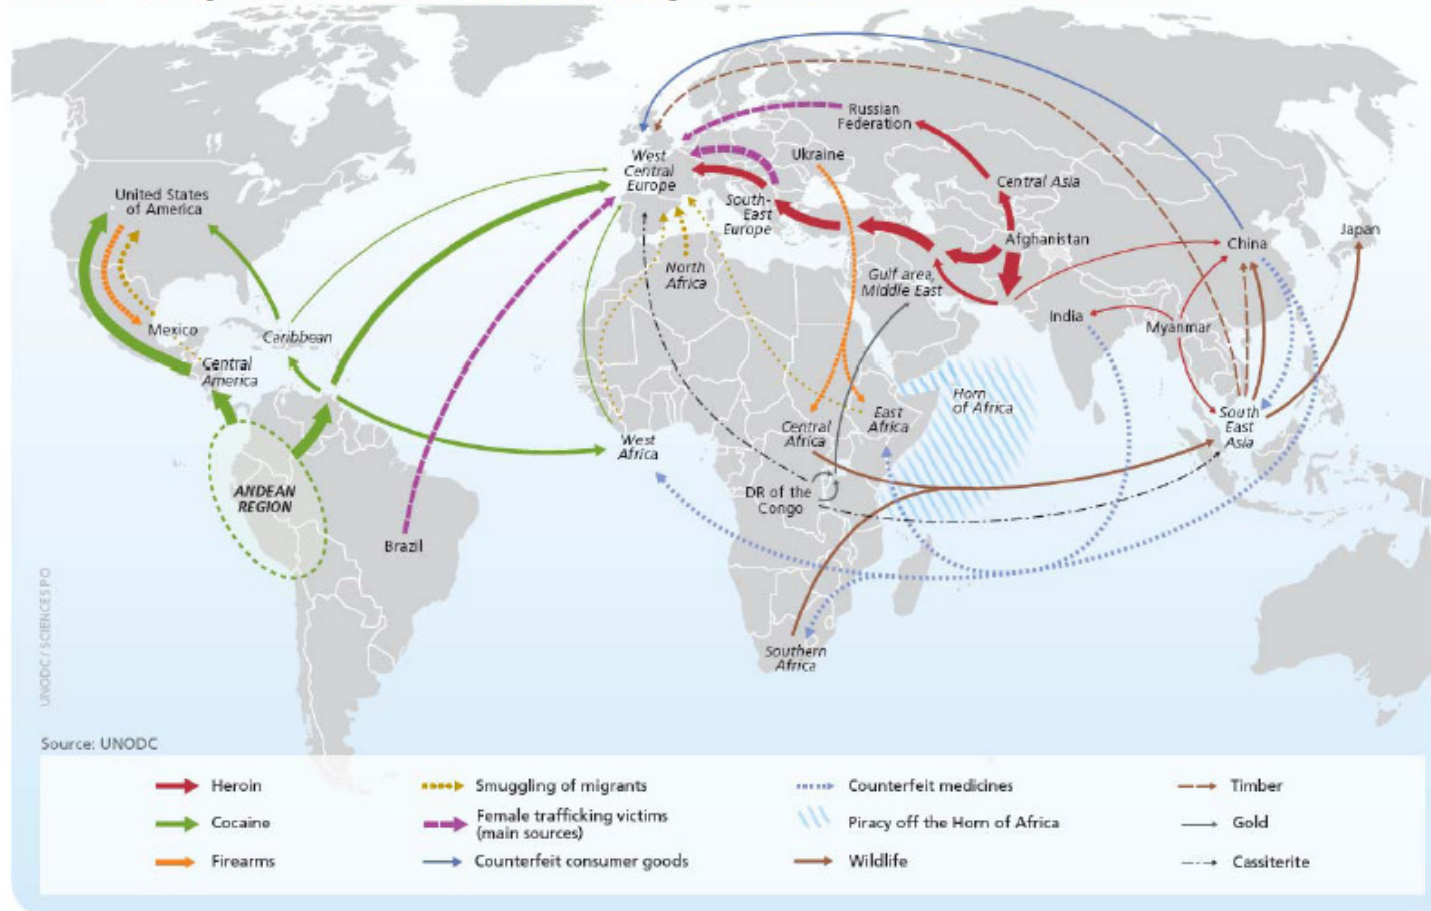 Russian
Federation
West
Central
Europe
Ukraine
United States
of America
Central Asia
South-
East
Europe
Afghanistan
China
Japan
North
Africa
Gulf area,
Middle East
India
Myanmar
Mexico
Caribbean
Central
America
Horn
of Africa
East
Africa
Central
Africa
South
East
Asia
West
Africa
ANDEAN
REGION
DR of the
Congo
Brazil
Southern
Africa
UNODC / SCIENCES PO
Source: UNODC
Heroin
Smuggling of migrants
Counterfeit medicines
Timber
Cocaine
Female trafficking victims
(main sources)
Piracy off the Horn of Africa
Gold
Firearms
Counterfeit consumer goods
Wildlife
Cassiterite